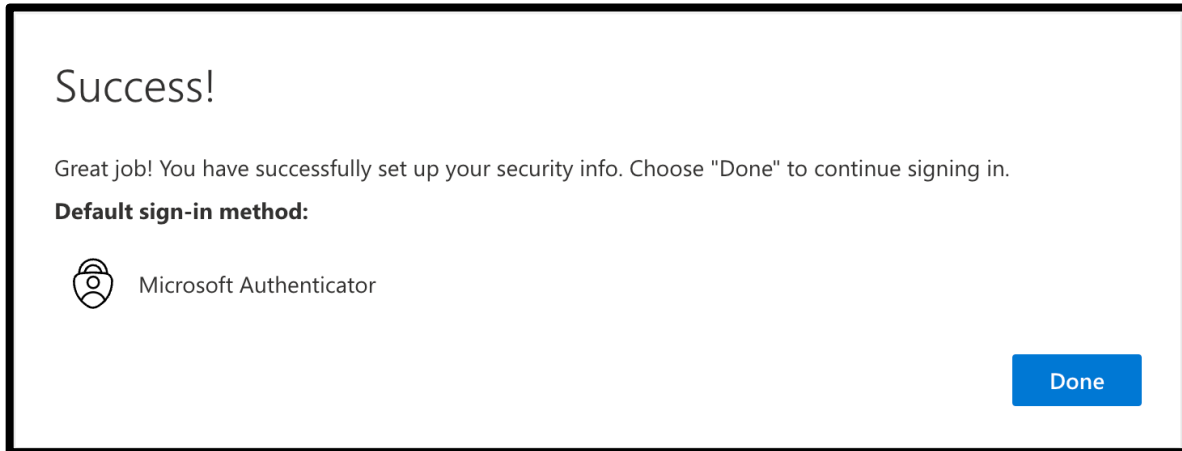 Success!
Great job! You have successfully set up your security info. Choose "Done" to continue signing in.
Default sign-in method:
Microsoft Authenticator
Done